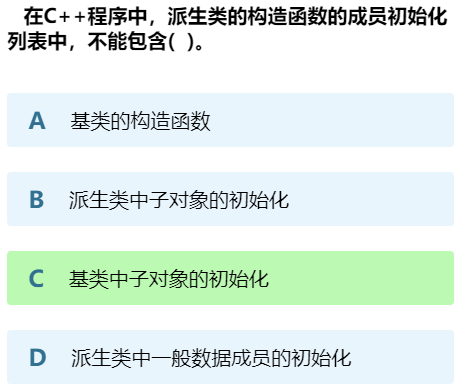 在C++程序中，派生类的构造函数的成员初始化
列表中，不能包含( )。
A 基类的构造函数
B 派生类中子对象的初始化
C 基类中子对象的初始化
D 派生类中一般数据成员的初始化